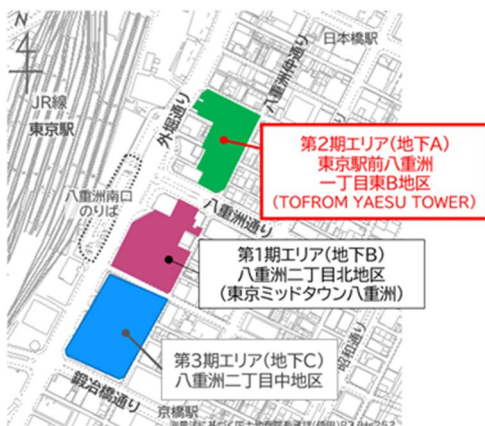 N
日本橋駅
JR線
東京駅
外堀通り
八重洲仲通り
第2期エリア(地下A)
東京駅前八重洲
一丁目東B地区
(TOFROM YAESU TOWER)
八重洲南口
のりば
八重洲通り
第1期エリア(地下B)
八重洲二丁目北地区
(東京ミッドタウン八重洲)
昭和通り
第3期エリア(地下C)
八重洲二丁目中地区
鍛冶橋通り
京橋駅